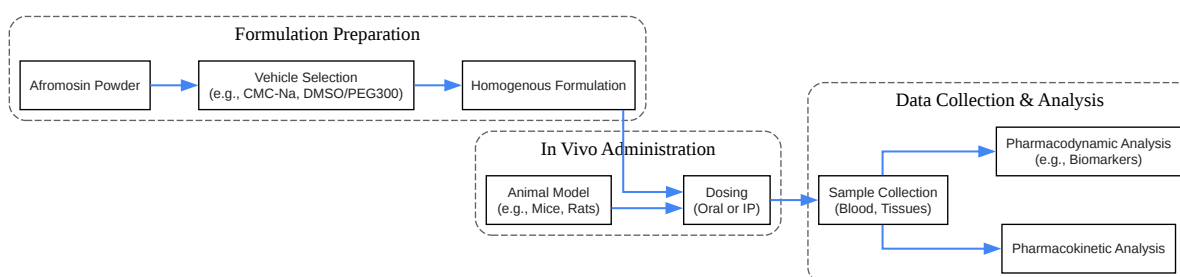 Formulation Preparation
Afromosin Powder
Vehicle Selection
(e.g., CMC-Na, DMSO/PEG300)
Homogenous Formulation
In Vivo Administration
Animal Model
(e.g., Mice, Rats)
Dosing
(Oral or IP)
Data Collection & Analysis
Sample Collection
(Blood, Tissues)
Pharmacodynamic Analysis
(e.g., Biomarkers)
Pharmacokinetic Analysis